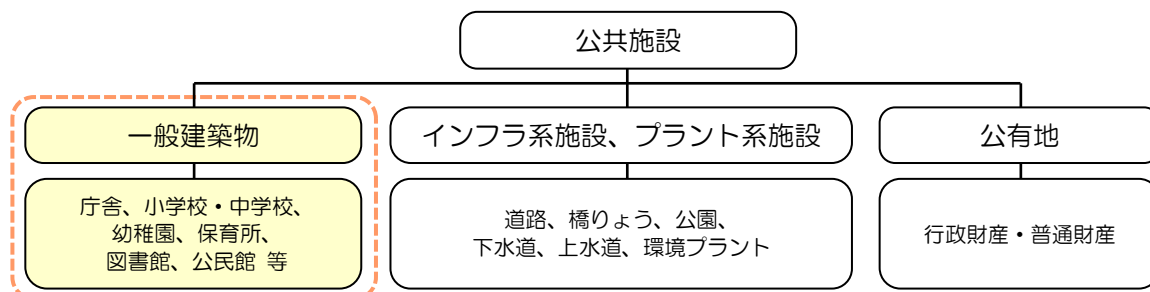 公共施設
一般建築物
インフラ系施設、プラント系施設
公有地
庁舎、小学校・中学校、
幼稚園、保育所、
図書館、公民館 等
道路、橋りょう、公園、
下水道、上水道、環境プラント
行政財産・普通財産